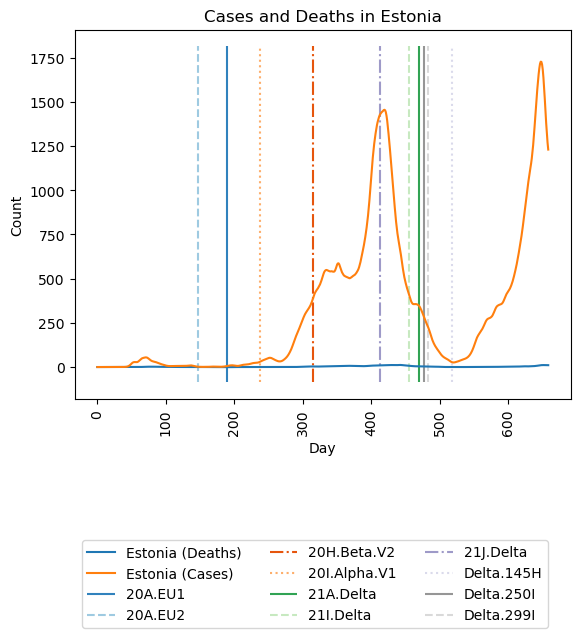 Cases and Deaths in Estonia
Count
1750
1500
1250
1000
750
500
250
0
0 100 200 300 400 500 600
Day
Estonia (Deaths) 20H.Beta.V2 21J.Delta
Estonia (Cases) 20I.Alpha.V1 Delta.145H
20A.EU1 21A.Delta Delta.250I
20A.EU2 21I.Delta Delta.299I